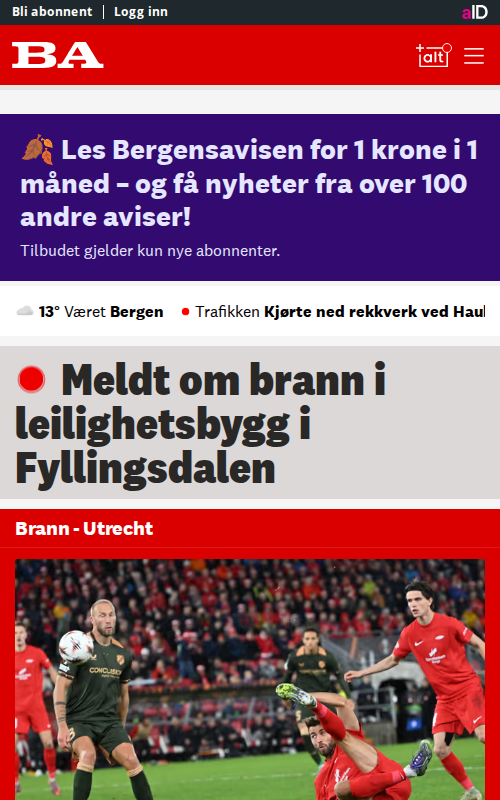 Bli abonnent | Logg inn
aID
BA
+alt
Les Bergensavisen for 1 krone i 1
måned – og få nyheter fra over 100
andre aviser!
Tilbudet gjelder kun nye abonnenter.
13° Været Bergen
Trafikken Kjørte ned rekkverk ved Haul
Meldt om brann i
leilighetsbygg i
Fyllingsdalen
Brann - Utrecht